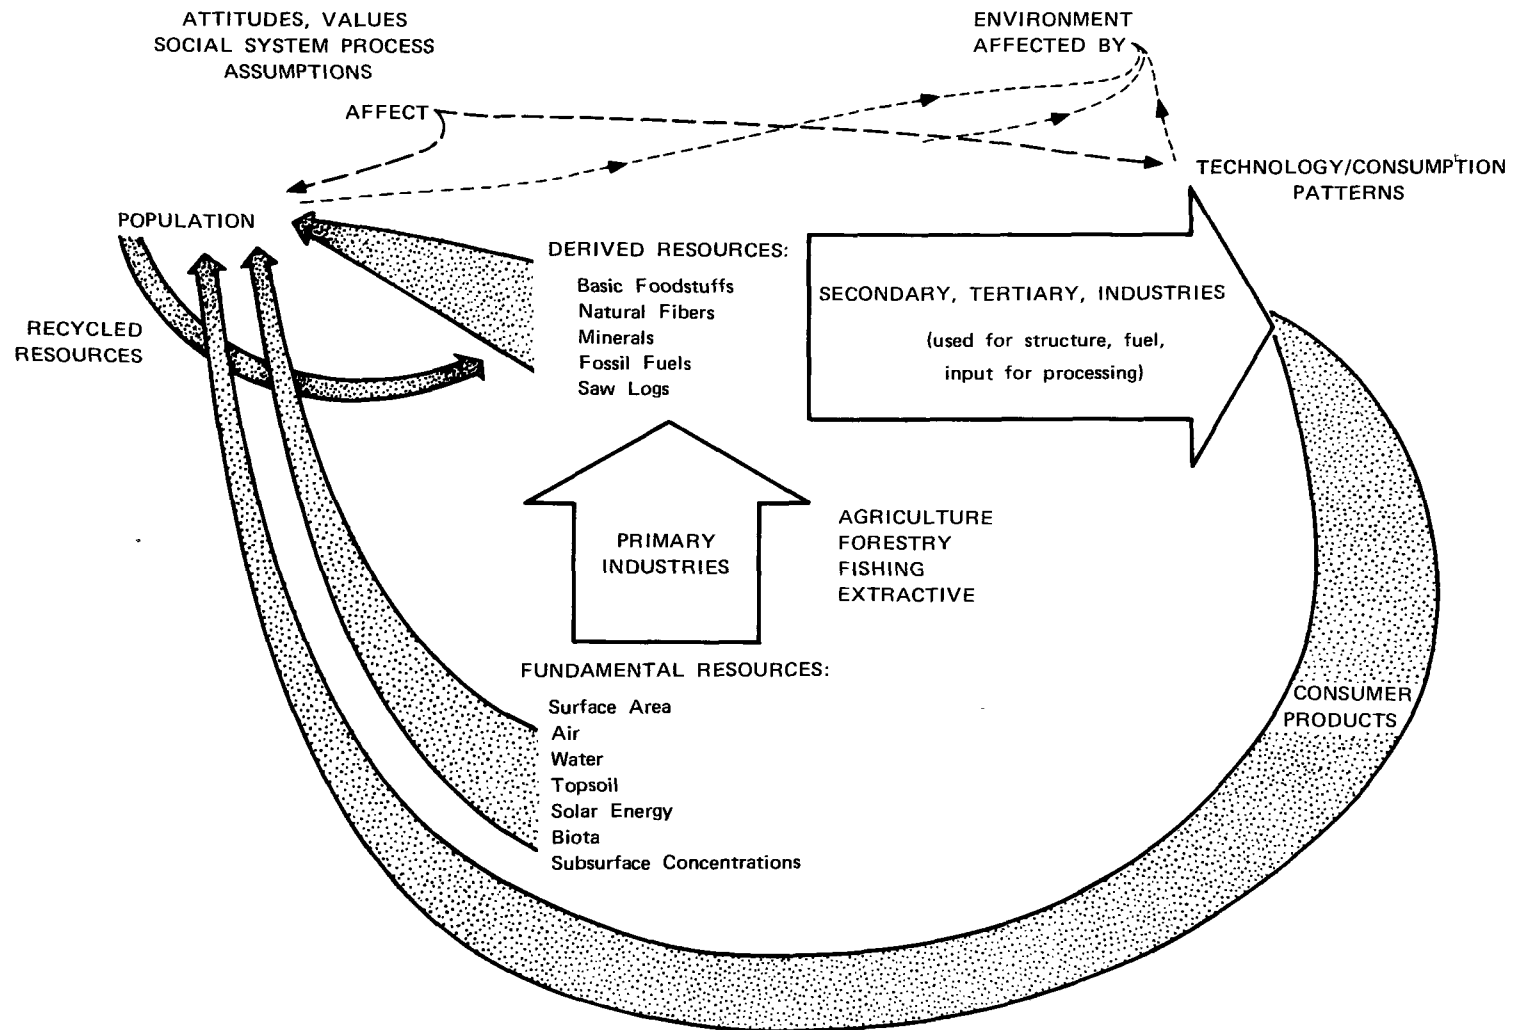 ATTITUDES, VALUES
SOCIAL SYSTEM PROCESS
ASSUMPTIONS
AFFECT
ENVIRONMENT
AFFECTED BY
TECHNOLOGY/CONSUMPTION
PATTERNS
POPULATION
RECYCLED
RESOURCES
DERIVED RESOURCES:
Basic Foodstuffs
Natural Fibers
Minerals
Fossil Fuels
Saw Logs
SECONDARY, TERTIARY, INDUSTRIES
(used for structure, fuel,
input for processing)
PRIMARY
INDUSTRIES
AGRICULTURE
FORESTRY
FISHING
EXTRACTIVE
FUNDAMENTAL RESOURCES:
Surface Area
Air
Water
Topsoil
Solar Energy
Biota
Subsurface Concentrations
CONSUMER
PRODUCTS